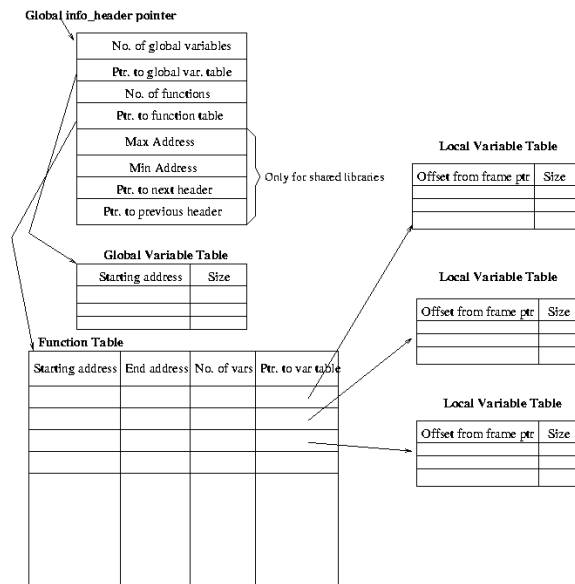 Global info_header pointer
No. of global variables
Ptr. to global var. table
No. of functions
Ptr. to function table
Max Address
Min Address
Ptr. to next header
Ptr. to previous header
Only for shared libraries
Global Variable Table
Starting address Size
Function Table
Starting address End address No. of vars Ptr. to var table
Local Variable Table
Offset from frame ptr Size
Local Variable Table
Offset from frame ptr Size
Local Variable Table
Offset from frame ptr Size